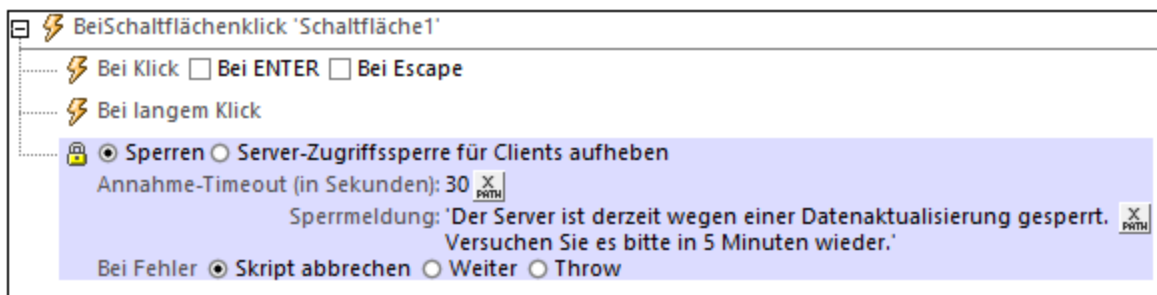 BeiSchaltflächenklick 'Schaltfläche1'
Bei Klick Bei ENTER Bei Escape
Bei langem Klick
Sperren Server-Zugriffssperre für Clients aufheben
Annahme-Timeout (in Sekunden): 30 X PATH
Sperrmeldung: 'Der Server ist derzeit wegen einer Datenaktualisierung gesperrt. X PATH
Versuchen Sie es bitte in 5 Minuten wieder.'
Bei Fehler Skript abbrechen Weiter Throw